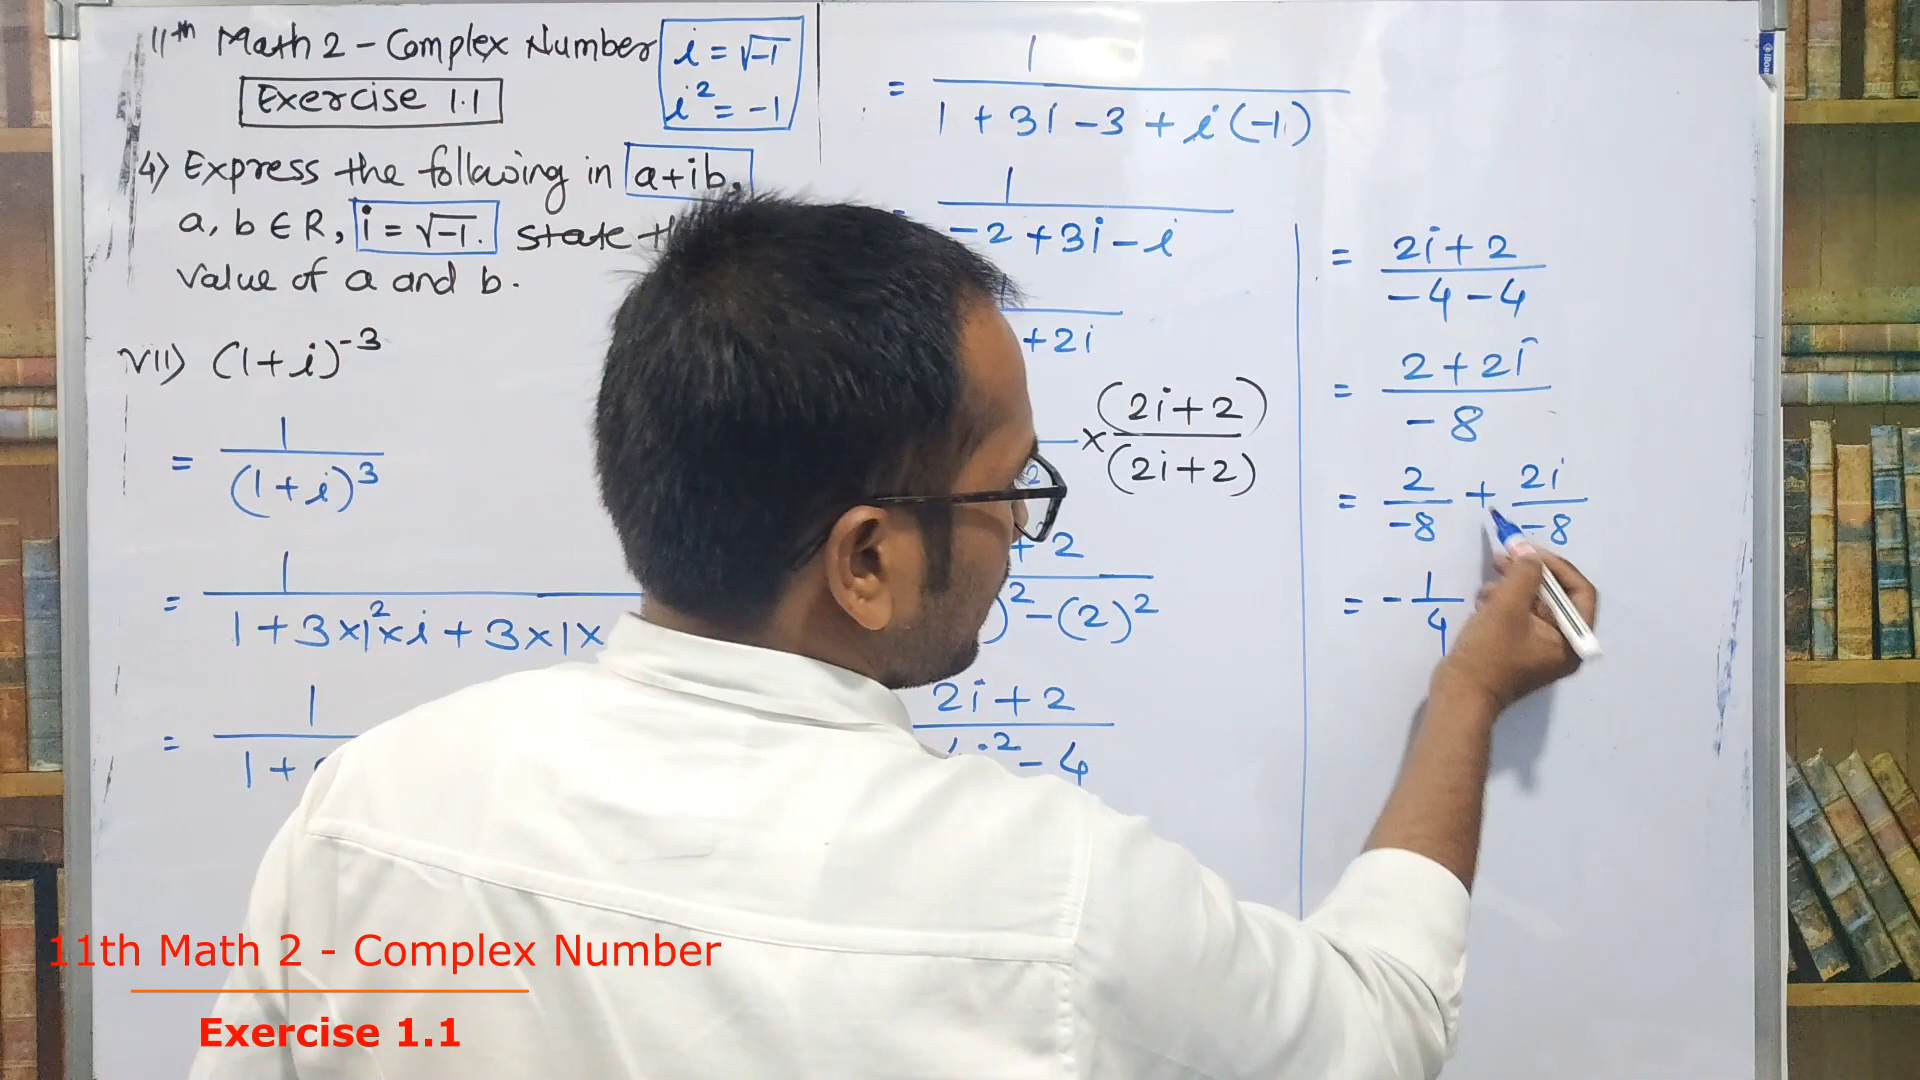 11th Math 2 - Complex Number
Exercise 1.1
i = √-1
i² = -1
4) Express the following in a+ib,
a, b ∈ R, i = √-1. state
value of a and b.
VII) (1+i)⁻³
= 1 / (1+i)³
= 1 / 1 + 3×1²×i + 3×1×
= 1 / 1 +
= 1 / 1 + 3i - 3 + i(-1)
1 / -2 + 3i - i
+2i
× (2i+2) / (2i+2)
+ 2 / )² - (2)²
2i + 2 / i² - 4
= 2i + 2 / -4 - 4
= 2 + 2i / -8
= 2 / -8 + 2i / -8
= - 1 / 4
11th Math 2 - Complex Number
Exercise 1.1